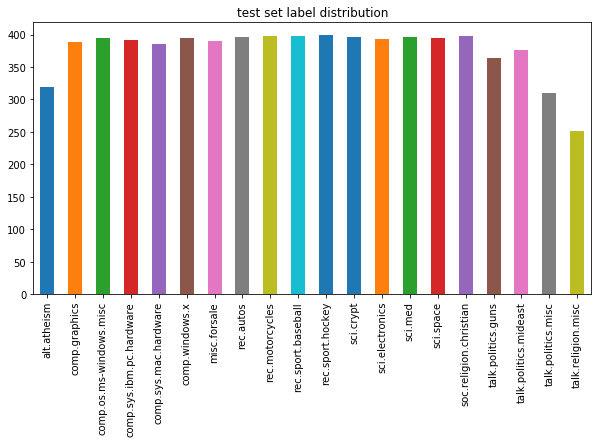 test set label distribution
400
350
300
250
200
150
100
50
0
alt.atheism
comp.graphics
comp.os.ms-windows.misc
comp.sys.ibm.pc.hardware
comp.sys.mac.hardware
comp.windows.x
misc.forsale
rec.autos
rec.motorcycles
rec.sport.baseball
rec.sport.hockey
sci.crypt
sci.electronics
sci.med
sci.space
soc.religion.christian
talk.politics.guns
talk.politics.mideast
talk.politics.misc
talk.religion.misc